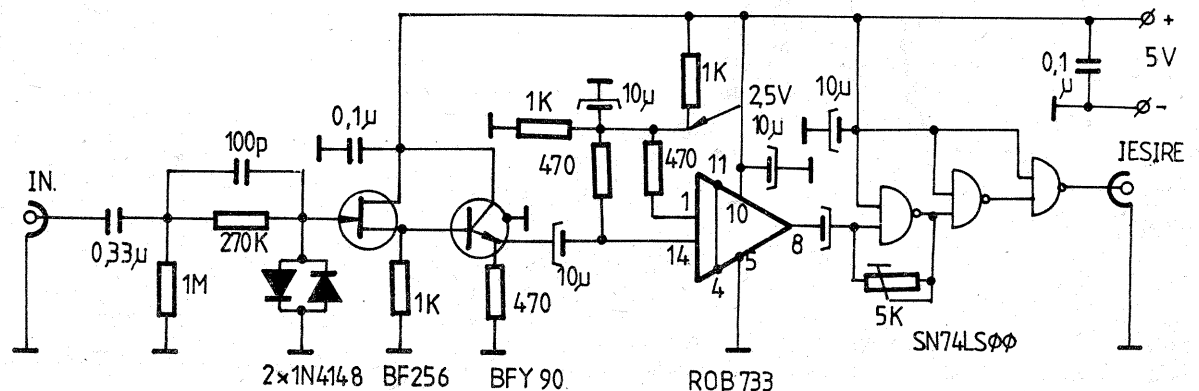 IN.
0,33µ
100p
270K
1M
2×1N4148
0,1µ
BF256
1K
BFY 90
470
10µ
1K
10µ
470
470
1K
2,5V
10µ
1
14
11
10
4
5
8
ROB 733
10µ
5K
SN74LSØØ
0,1
µ
+
5V
-
IESIRE